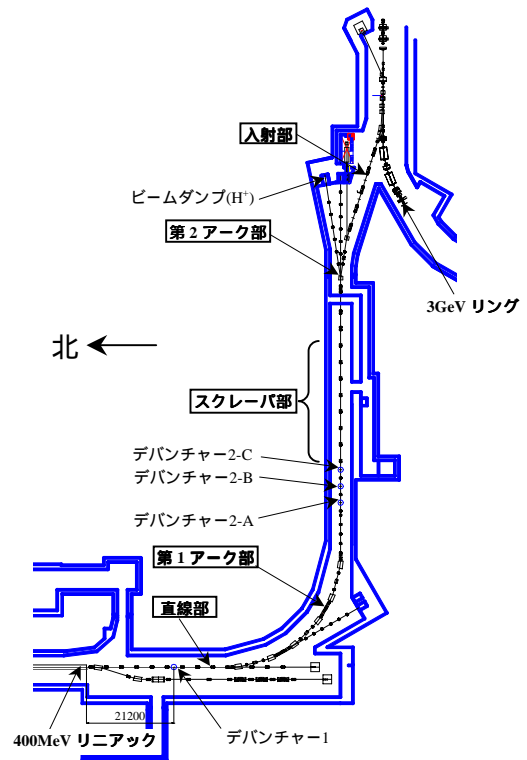 入射部
ビームダンプ(H+)
第 2 アーク部
3GeV リング
北
スクレーパ部
デバンチャー2-C
デバンチャー2-B
デバンチャー2-A
第 1 アーク部
直線部
21200
400MeV リニアック
デバンチャー1